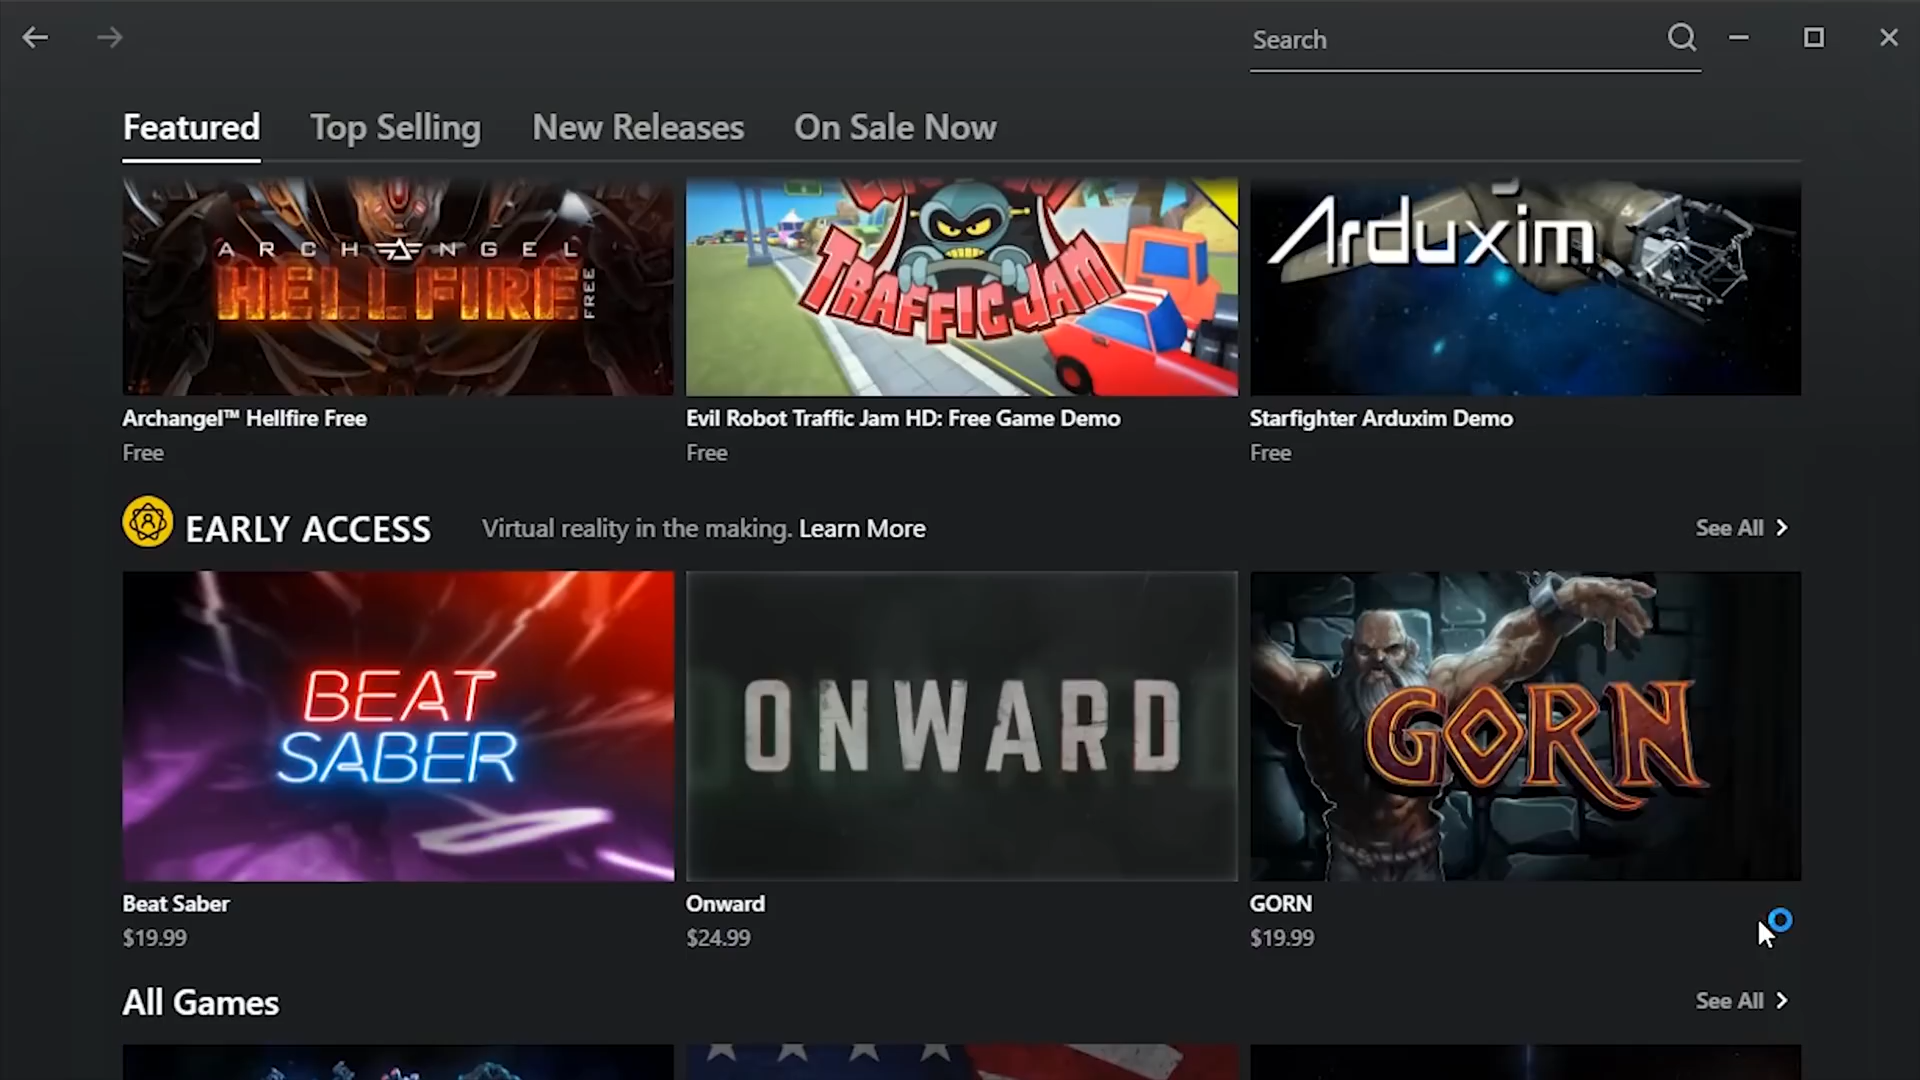 Search
Featured Top Selling New Releases On Sale Now
ARCHANGEL
HELLFIRE
FREE
TRAFFIC JAM
Arduxim
Archangel™ Hellfire Free
Evil Robot Traffic Jam HD: Free Game Demo
Starfighter Arduxim Demo
Free
Free
Free
EARLY ACCESS Virtual reality in the making. Learn More See All
BEAT
SABER
ONWARD
GORN
Beat Saber
Onward
GORN
$19.99
$24.99
$19.99
All Games See All